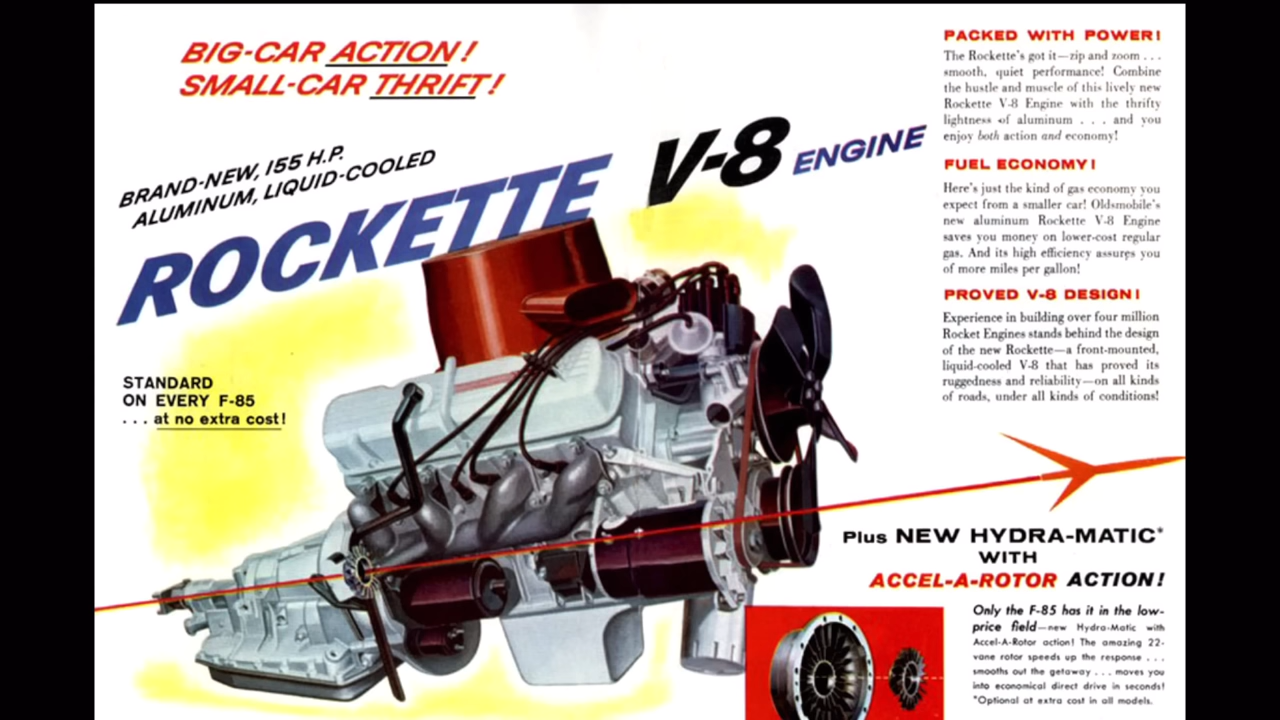 BIG-CAR ACTION!
SMALL-CAR THRIFT!
BRAND-NEW, 155 H.P.
ALUMINUM, LIQUID-COOLED
ROCKETTE V-8 ENGINE
STANDARD
ON EVERY F-85
. . . at no extra cost!
PACKED WITH POWER!
The Rockette's got it—zip and zoom . . .
smooth, quiet performance! Combine
the hustle and muscle of this lively new
Rockette V-8 Engine with the thrifty
lightness of aluminum . . . and you
enjoy both action and economy!
FUEL ECONOMY!
Here's just the kind of gas economy you
expect from a smaller car! Oldsmobile's
new aluminum Rockette V-8 Engine
saves you money on lower-cost regular
gas. And its high efficiency assures you
of more miles per gallon!
PROVED V-8 DESIGN!
Experience in building over four million
Rocket Engines stands behind the design
of the new Rockette—a front-mounted,
liquid-cooled V-8 that has proved its
ruggedness and reliability—on all kinds
of roads, under all kinds of conditions!
Plus NEW HYDRA-MATIC*
WITH
ACCEL-A-ROTOR ACTION!
Only the F-85 has it in the low-
price field—new Hydra-Matic with
Accel-A-Rotor action! The amazing 22-
vane rotor speeds up the response . . .
smooths out the getaway . . . moves you
into economical direct drive in seconds!
*Optional at extra cost in all models.